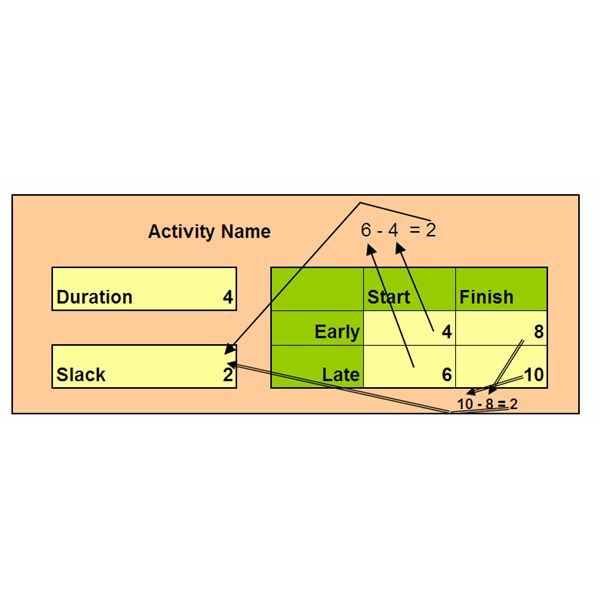 Activity Name
6 - 4 = 2
Duration 4
Start Finish
Early 4 8
Slack 2
Late 6 10
10 - 8 = 2